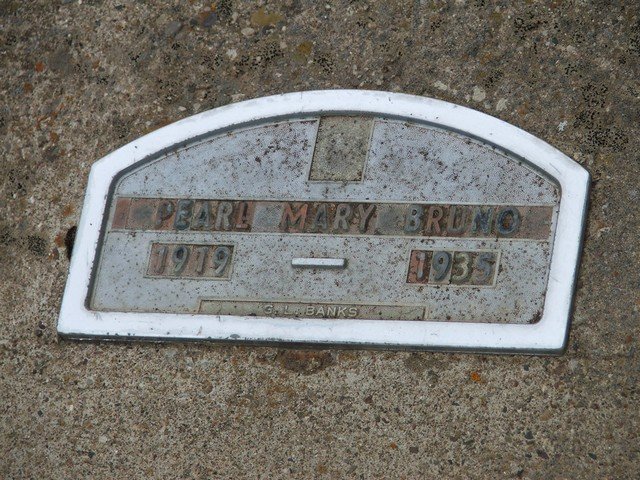 PEARL MARY BRUNO
1919 – 1935
G. L. BANKS